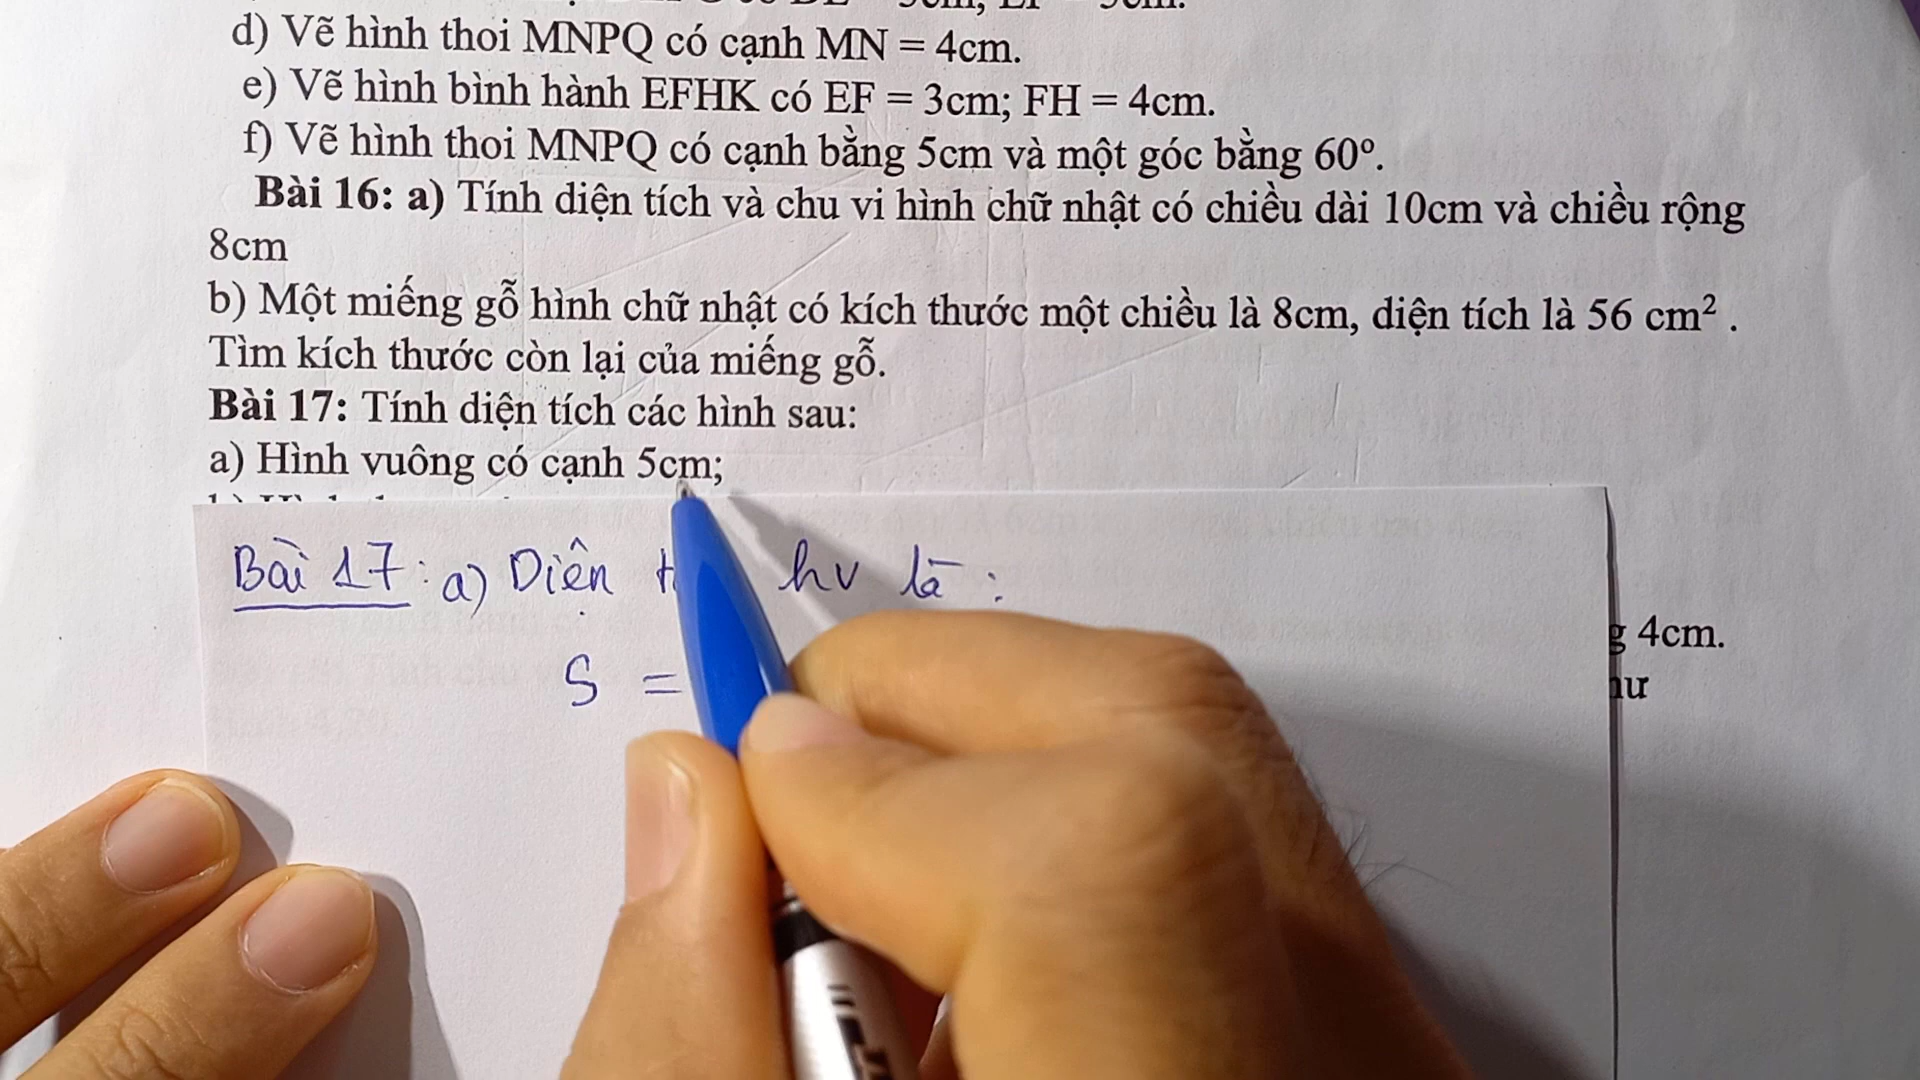 d) Vẽ hình thoi MNPQ có cạnh MN = 4cm.
e) Vẽ hình bình hành EFHK có EF = 3cm; FH = 4cm.
f) Vẽ hình thoi MNPQ có cạnh bằng 5cm và một góc bằng 60º.
Bài 16: a) Tính diện tích và chu vi hình chữ nhật có chiều dài 10cm và chiều rộng
8cm
b) Một miếng gỗ hình chữ nhật có kích thước một chiều là 8cm, diện tích là 56 cm².
Tìm kích thước còn lại của miếng gỗ.
Bài 17: Tính diện tích các hình sau:
a) Hình vuông có cạnh 5cm;
Bài 17: a) Diện hv là:
S =
g 4cm.